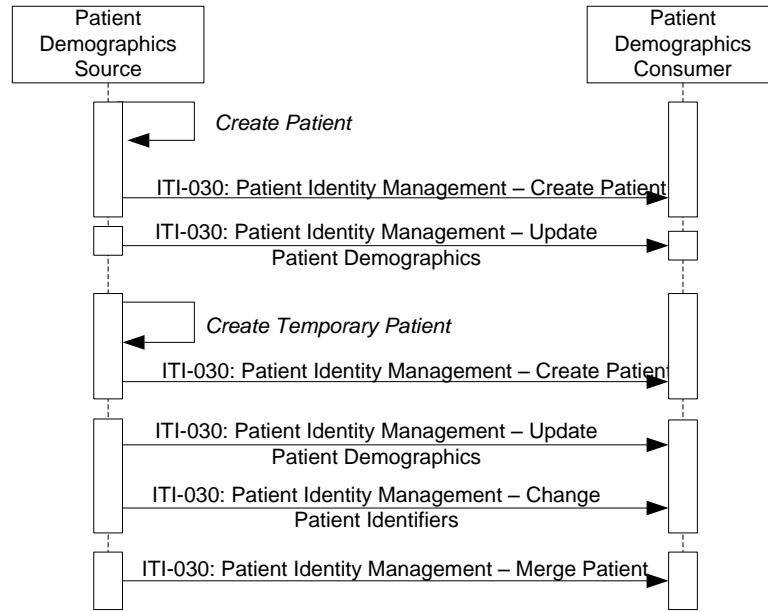 Patient
Demographics
Source
Patient
Demographics
Consumer
Create Patient
ITI-030: Patient Identity Management – Create Patient
ITI-030: Patient Identity Management – Update
Patient Demographics
Create Temporary Patient
ITI-030: Patient Identity Management – Create Patient
ITI-030: Patient Identity Management – Update
Patient Demographics
ITI-030: Patient Identity Management – Change
Patient Identifiers
ITI-030: Patient Identity Management – Merge Patient